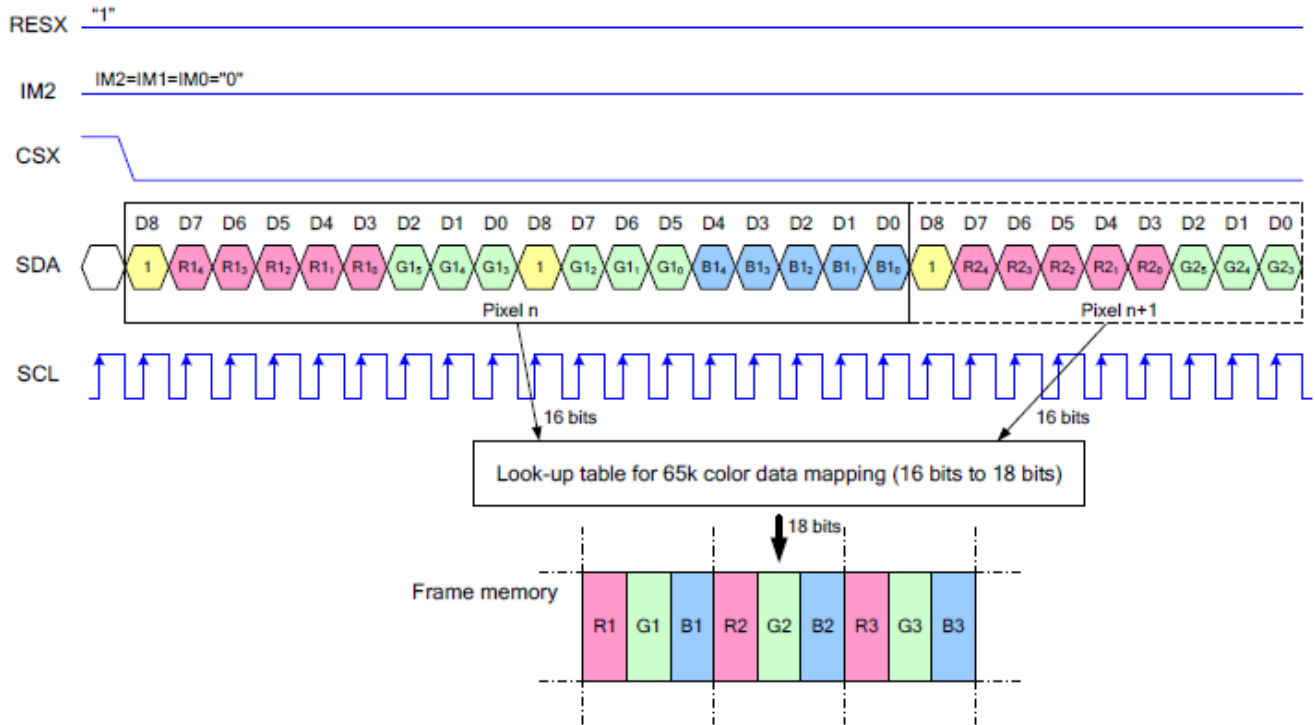 RESX “1”
IM2 IM2=IM1=IM0="0"
CSX
D8 D7 D6 D5 D4 D3 D2 D1 D0 D8 D7 D6 D5 D4 D3 D2 D1 D0 D8 D7 D6 D5 D4 D3 D2 D1 D0
SDA 1 R1₄ R1₃ R1₂ R1₁ R1₀ G1₅ G1₄ G1₃ 1 G1₂ G1₁ G1₀ B1₄ B1₃ B1₂ B1₁ B1₀ 1 R2₄ R2₃ R2₂ R2₁ R2₀ G2₅ G2₄ G2₃
Pixel n Pixel n+1
SCL
16 bits 16 bits
Look-up table for 65k color data mapping (16 bits to 18 bits)
18 bits
Frame memory
R1 G1 B1 R2 G2 B2 R3 G3 B3